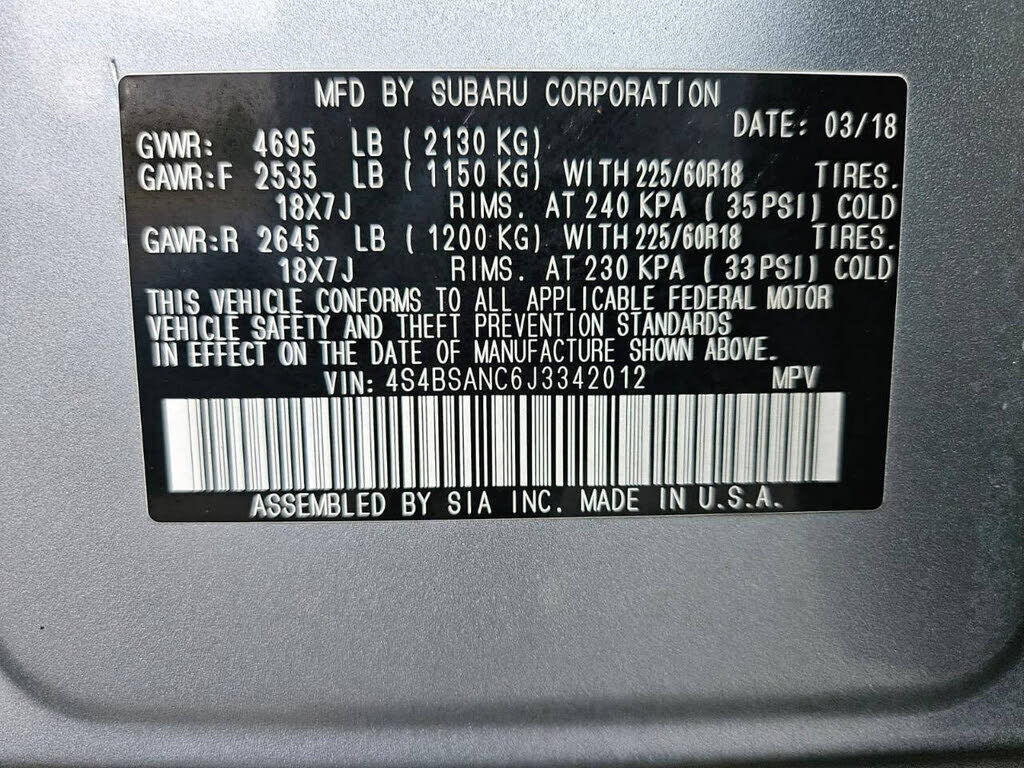 MFD BY SUBARU CORPORATION
DATE: 03/18
GVWR: 4695 LB ( 2130 KG)
GAWR:F 2535 LB ( 1150 KG) WITH 225/60R18 TIRES.
18X7J RIMS. AT 240 KPA ( 35 PSI) COLD
GAWR:R 2645 LB ( 1200 KG) WITH 225/60R18 TIRES.
18X7J RIMS. AT 230 KPA ( 33 PSI) COLD
THIS VEHICLE CONFORMS TO ALL APPLICABLE FEDERAL MOTOR
VEHICLE SAFETY AND THEFT PREVENTION STANDARDS
IN EFFECT ON THE DATE OF MANUFACTURE SHOWN ABOVE.
VIN: 4S4BSANC6J3342012 MPV
ASSEMBLED BY SIA INC. MADE IN U.S.A.